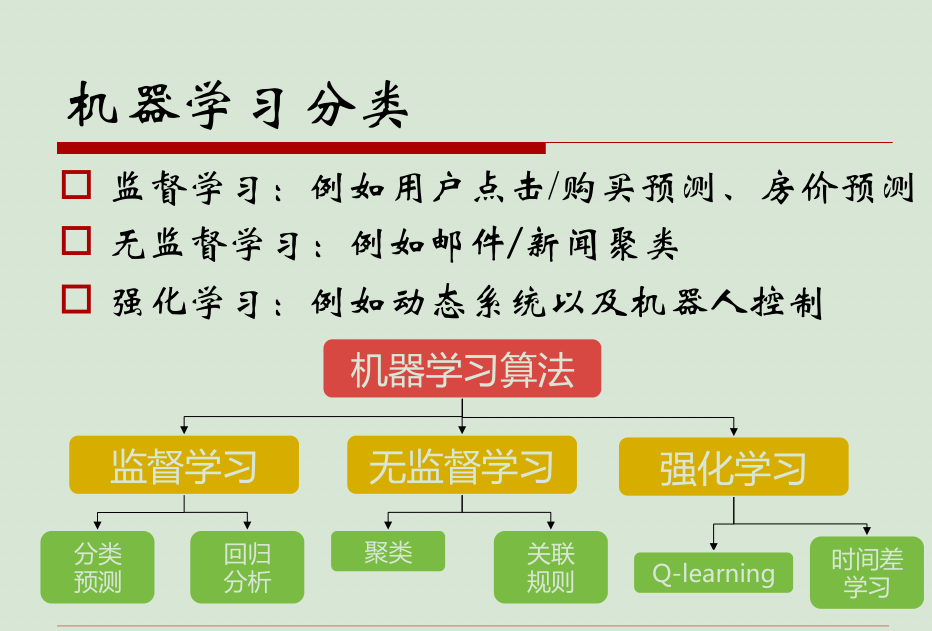 机器学习分类
监督学习：例如用户点击/购买预测、房价预测
无监督学习：例如邮件/新闻聚类
强化学习：例如动态系统以及机器人控制
机器学习算法
监督学习
无监督学习
强化学习
分类
预测
回归
分析
聚类
关联
规则
Q-learning
时间差
学习